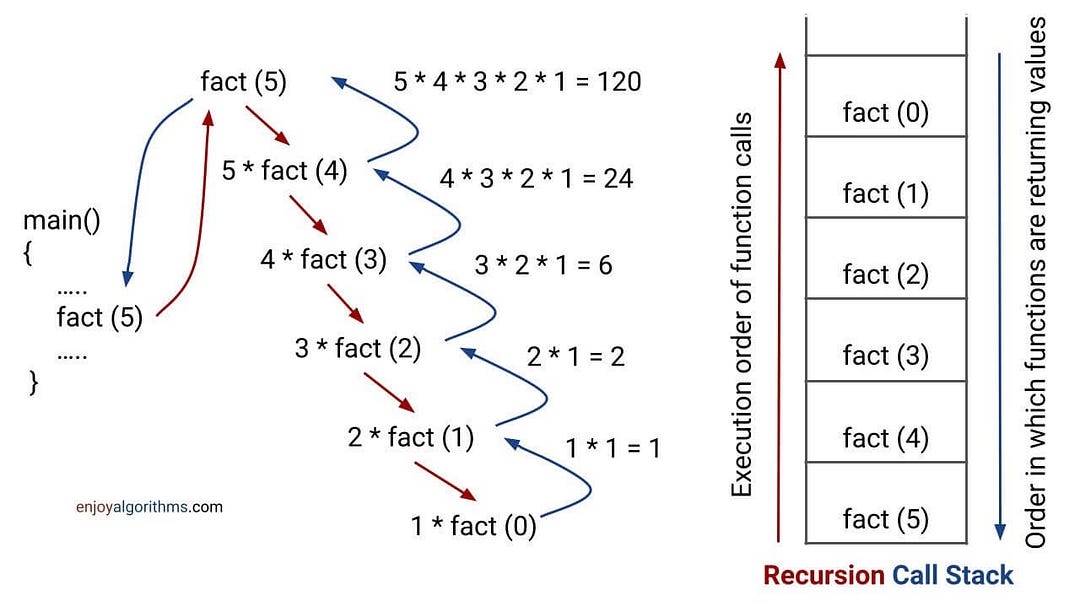 fact (5)
5 * 4 * 3 * 2 * 1 = 120
5 * fact (4)
4 * 3 * 2 * 1 = 24
main()
{
.....
fact (5)
.....
}
4 * fact (3)
3 * 2 * 1 = 6
3 * fact (2)
2 * 1 = 2
2 * fact (1)
1 * 1 = 1
1 * fact (0)
enjoyalgorithms.com
Execution order of function calls
fact (0)
fact (1)
fact (2)
fact (3)
fact (4)
fact (5)
Order in which functions are returning values
Recursion Call Stack